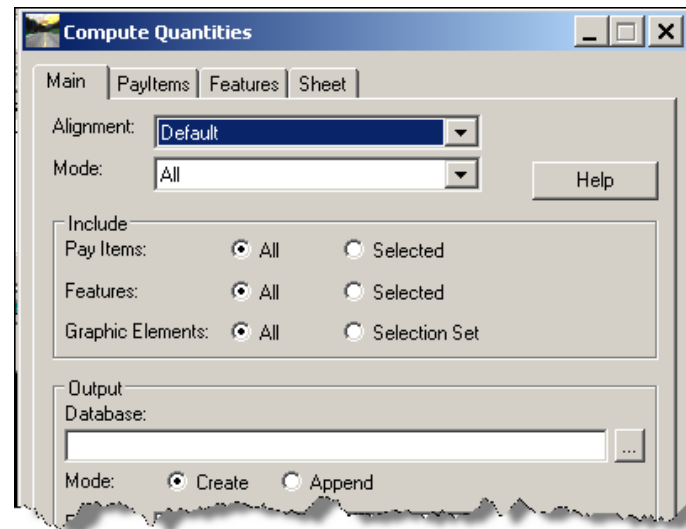 Compute Quantities
Main PayItems Features Sheet
Alignment: Default
Mode: All
Help
Include
Pay Items: All Selected
Features: All Selected
Graphic Elements: All Selection Set
Output
Database:
...
Mode: Create Append